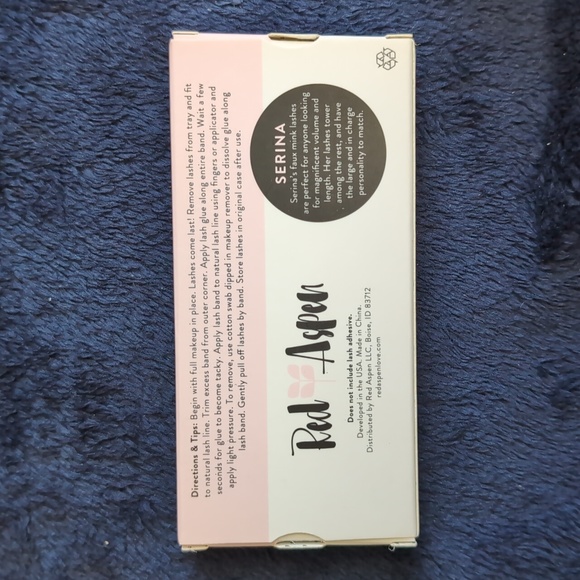 Directions & Tips: Begin with full makeup in place. Lashes come last! Remove lashes from tray and fit
to natural lash line. Trim excess band from outer corner. Apply lash glue along entire band. Wait a few
seconds for glue to become tacky. Apply lash band to natural lash line using fingers or applicator and
apply light pressure. To remove, use cotton swab dipped in makeup remover to dissolve glue along
lash band. Gently pull off lashes by band. Store lashes in original case after use.
Red Aspen
Does not include lash adhesive.
Developed in the USA. Made in China.
Distributed by Red Aspen LLC, Boise, ID 83712
redaspenlove.com
SERINA
Serina's faux mink lashes
are perfect for anyone looking
for magnificent volume and
length. Her lashes tower
among the rest, and have
the large and in charge
personality to match.